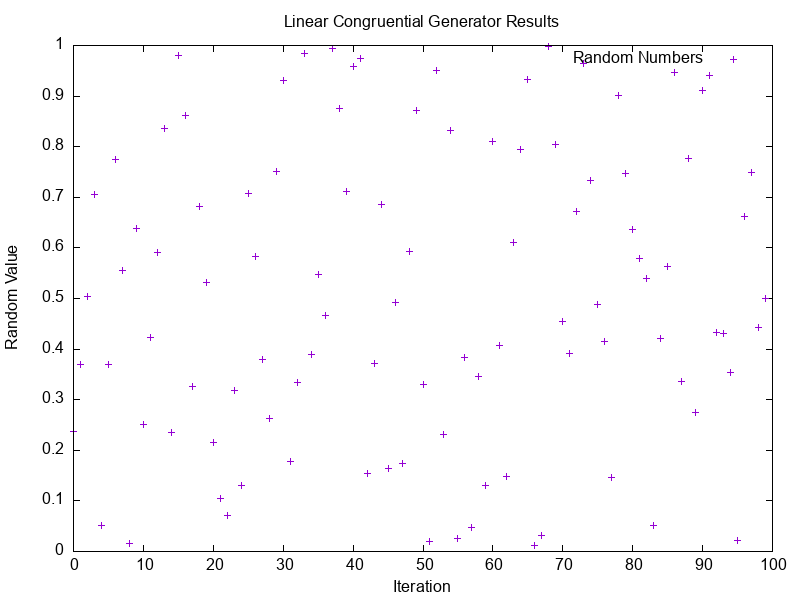 Linear Congruential Generator Results
Random Numbers
1
0.9
0.8
0.7
0.6
0.5
0.4
0.3
0.2
0.1
0
Random Value
0 10 20 30 40 50 60 70 80 90 100
Iteration